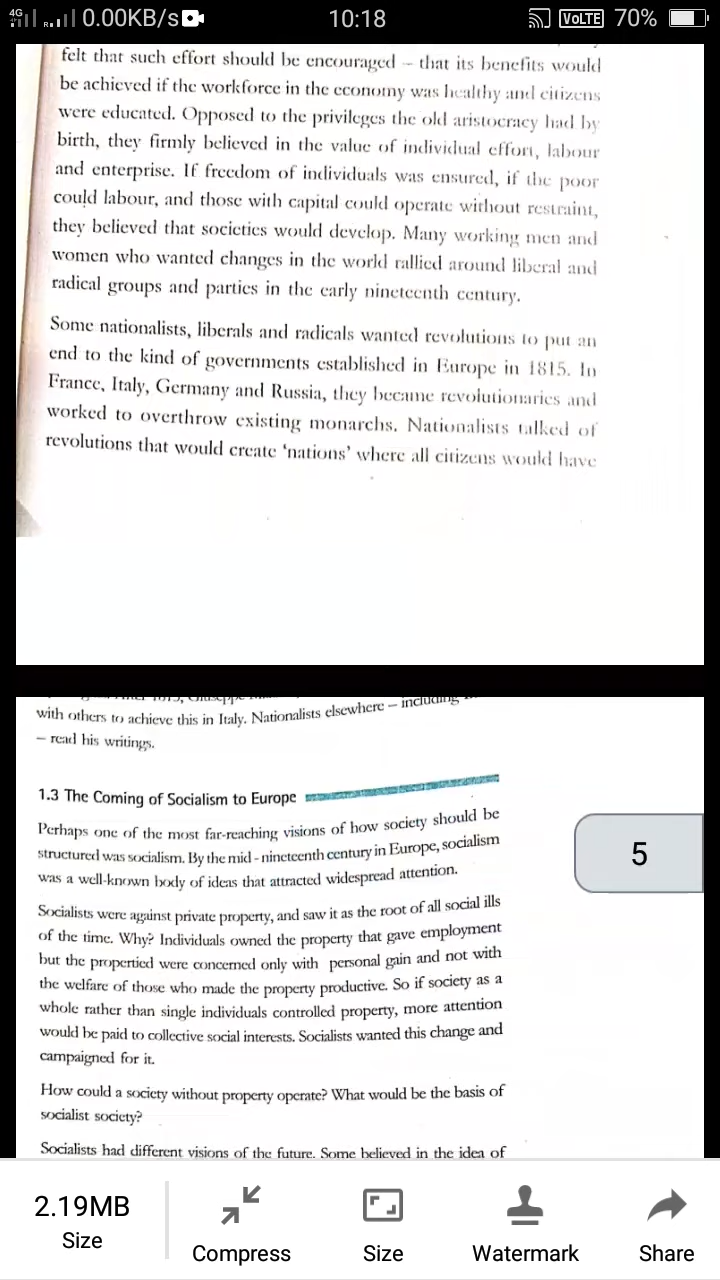 4G R 0.00KB/s 10:18 VoLTE 70%
felt that such effort should be encouraged – that its benefits would
be achieved if the workforce in the economy was healthy and citizens
were educated. Opposed to the privileges the old aristocracy had by
birth, they firmly believed in the value of individual effort, labour
and enterprise. If freedom of individuals was ensured, if the poor
could labour, and those with capital could operate without restraint,
they believed that societies would develop. Many working men and
women who wanted changes in the world rallied around liberal and
radical groups and parties in the early nineteenth century.
Some nationalists, liberals and radicals wanted revolutions to put an
end to the kind of governments established in Europe in 1815. In
France, Italy, Germany and Russia, they became revolutionaries and
worked to overthrow existing monarchs. Nationalists talked of
revolutions that would create ‘nations’ where all citizens would have
1815, Giuseppe
with others to achieve this in Italy. Nationalists elsewhere – including
– read his writings.
1.3 The Coming of Socialism to Europe
Perhaps one of the most far-reaching visions of how society should be
structured was socialism. By the mid - nineteenth century in Europe, socialism
was a well-known body of ideas that attracted widespread attention.
5
Socialists were against private property, and saw it as the root of all social ills
of the time. Why? Individuals owned the property that gave employment
but the propertied were concerned only with personal gain and not with
the welfare of those who made the property productive. So if society as a
whole rather than single individuals controlled property, more attention
would be paid to collective social interests. Socialists wanted this change and
campaigned for it.
How could a society without property operate? What would be the basis of
socialist society?
Socialists had different visions of the future. Some believed in the idea of
2.19MB
Size
Compress
Size
Watermark
Share